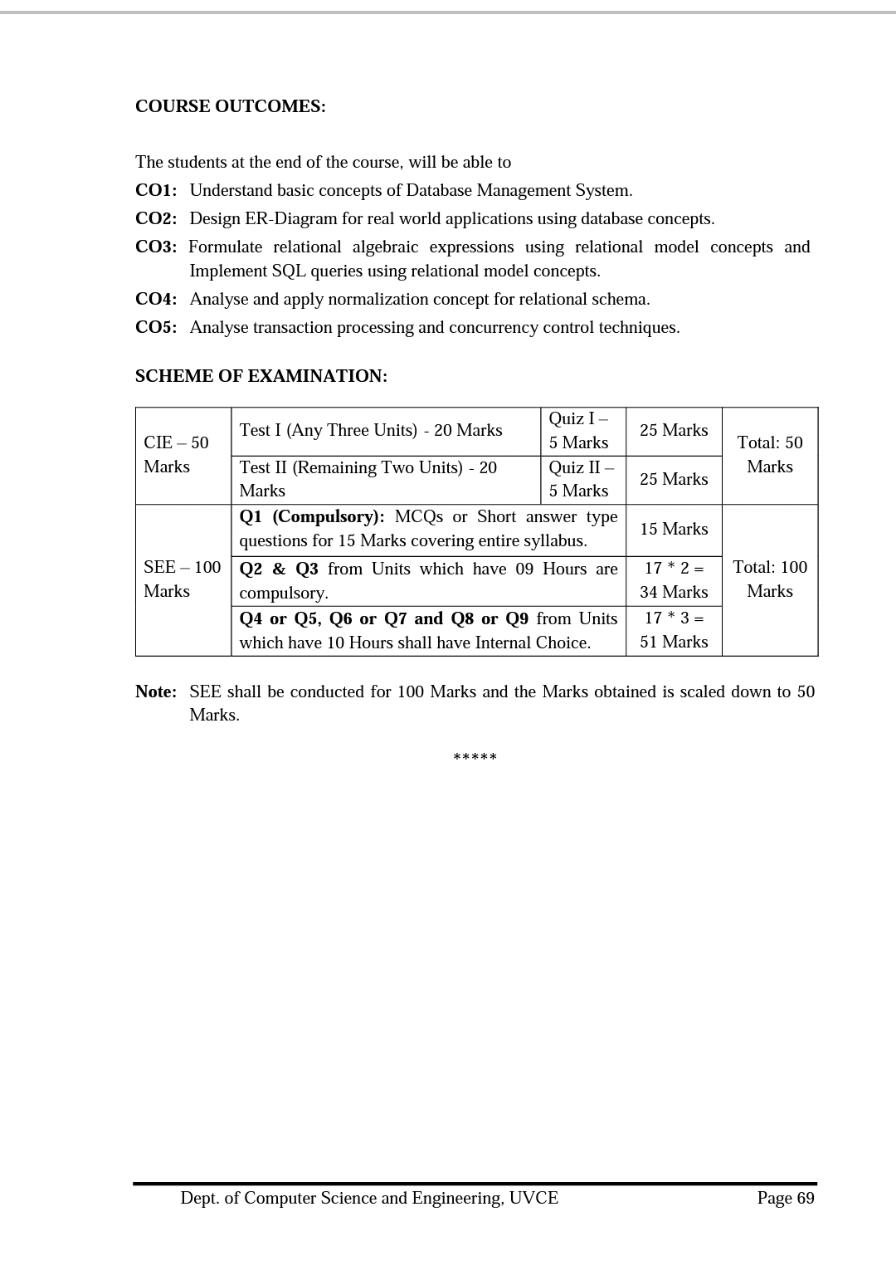 COURSE OUTCOMES:
The students at the end of the course, will be able to
CO1: Understand basic concepts of Database Management System.
CO2: Design ER-Diagram for real world applications using database concepts.
CO3: Formulate relational algebraic expressions using relational model concepts and
Implement SQL queries using relational model concepts.
CO4: Analyse and apply normalization concept for relational schema.
CO5: Analyse transaction processing and concurrency control techniques.
SCHEME OF EXAMINATION:
CIE – 50
Marks
Test I (Any Three Units) - 20 Marks
Quiz I –
5 Marks
25 Marks
Total: 50
Marks
Test II (Remaining Two Units) - 20
Marks
Quiz II –
5 Marks
25 Marks
SEE – 100
Marks
Q1 (Compulsory): MCQs or Short answer type
questions for 15 Marks covering entire syllabus.
15 Marks
Total: 100
Marks
Q2 & Q3 from Units which have 09 Hours are
compulsory.
17 * 2 =
34 Marks
Q4 or Q5, Q6 or Q7 and Q8 or Q9 from Units
which have 10 Hours shall have Internal Choice.
17 * 3 =
51 Marks
Note: SEE shall be conducted for 100 Marks and the Marks obtained is scaled down to 50
Marks.
*****
Dept. of Computer Science and Engineering, UVCE Page 69